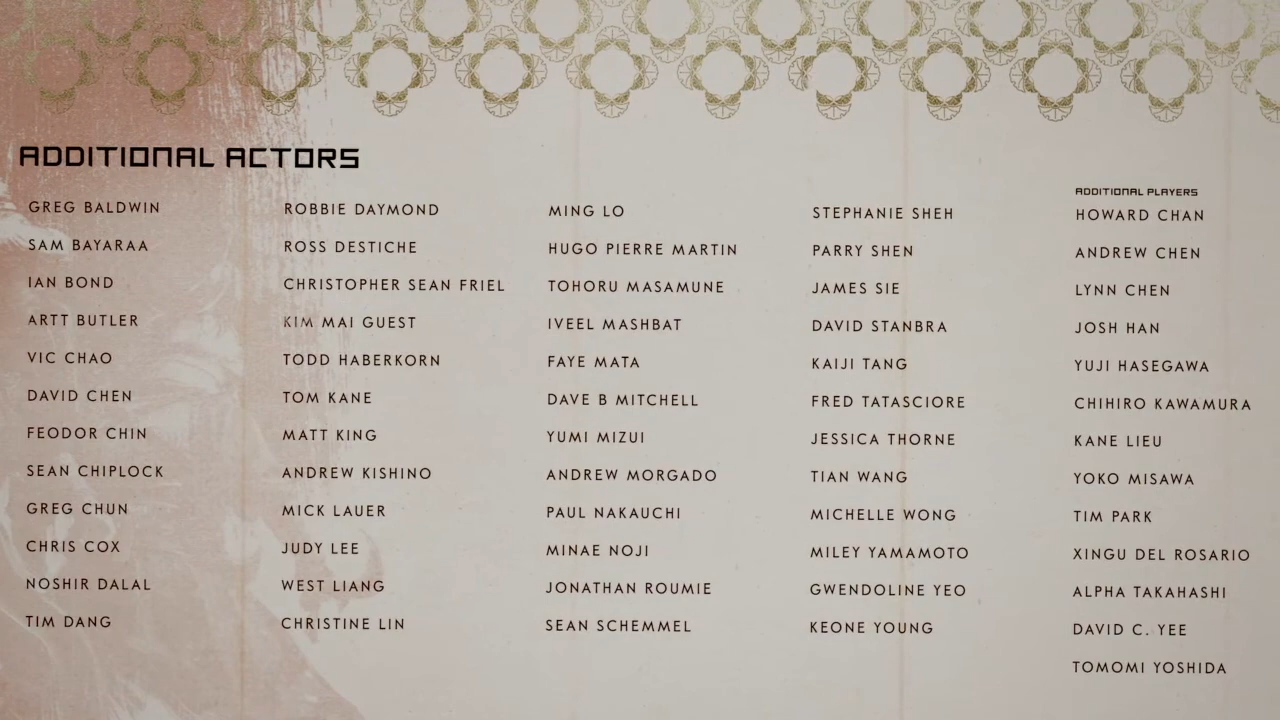 ADDITIONAL ACTORS
GREG BALDWIN
SAM BAYARAA
IAN BOND
ARTT BUTLER
VIC CHAO
DAVID CHEN
FEODOR CHIN
SEAN CHIPLOCK
GREG CHUN
CHRIS COX
NOSHIR DALAL
TIM DANG
ROBBIE DAYMOND
ROSS DESTICHE
CHRISTOPHER SEAN FRIEL
KIM MAI GUEST
TODD HABERKORN
TOM KANE
MATT KING
ANDREW KISHINO
MICK LAUER
JUDY LEE
WEST LIANG
CHRISTINE LIN
MING LO
HUGO PIERRE MARTIN
TOHORU MASAMUNE
IVEEL MASHBAT
FAYE MATA
DAVE B MITCHELL
YUMI MIZUI
ANDREW MORGADO
PAUL NAKAUCHI
MINAE NOJI
JONATHAN ROUMIE
SEAN SCHEMMEL
STEPHANIE SHEH
PARRY SHEN
JAMES SIE
DAVID STANBRA
KAIJI TANG
FRED TATASCIORE
JESSICA THORNE
TIAN WANG
MICHELLE WONG
MILEY YAMAMOTO
GWENDOLINE YEO
KEONE YOUNG
ADDITIONAL PLAYERS
HOWARD CHAN
ANDREW CHEN
LYNN CHEN
JOSH HAN
YUJI HASEGAWA
CHIHIRO KAWAMURA
KANE LIEU
YOKO MISAWA
TIM PARK
XINGU DEL ROSARIO
ALPHA TAKAHASHI
DAVID C. YEE
TOMOMI YOSHIDA